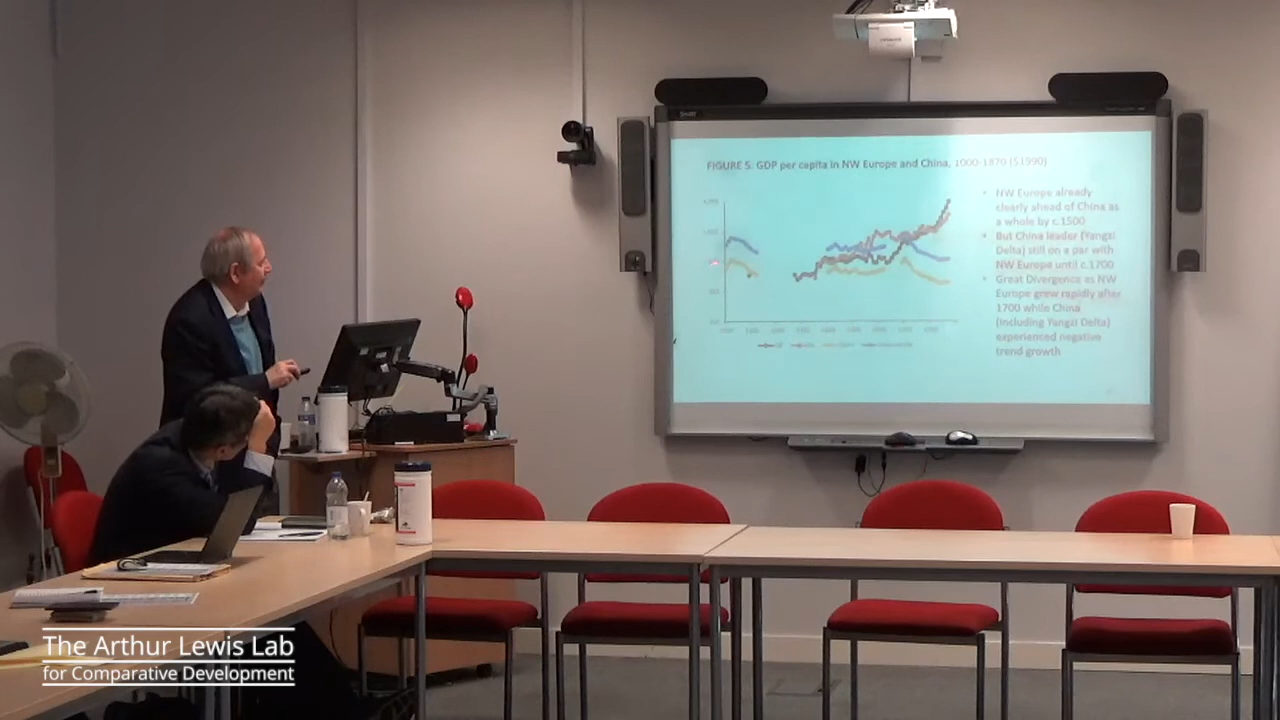 FIGURE 5: GDP per capita in NW Europe and China, 1000-1870 ($1990)
• NW Europe already
clearly ahead of China as
a whole by c.1500
• But China leader (Yangzi
Delta) still on a par with
NW Europe until c.1700
• Great Divergence as NW
Europe grew rapidly after
1700 while China
(including Yangzi Delta)
experienced negative
trend growth
The Arthur Lewis Lab
for Comparative Development